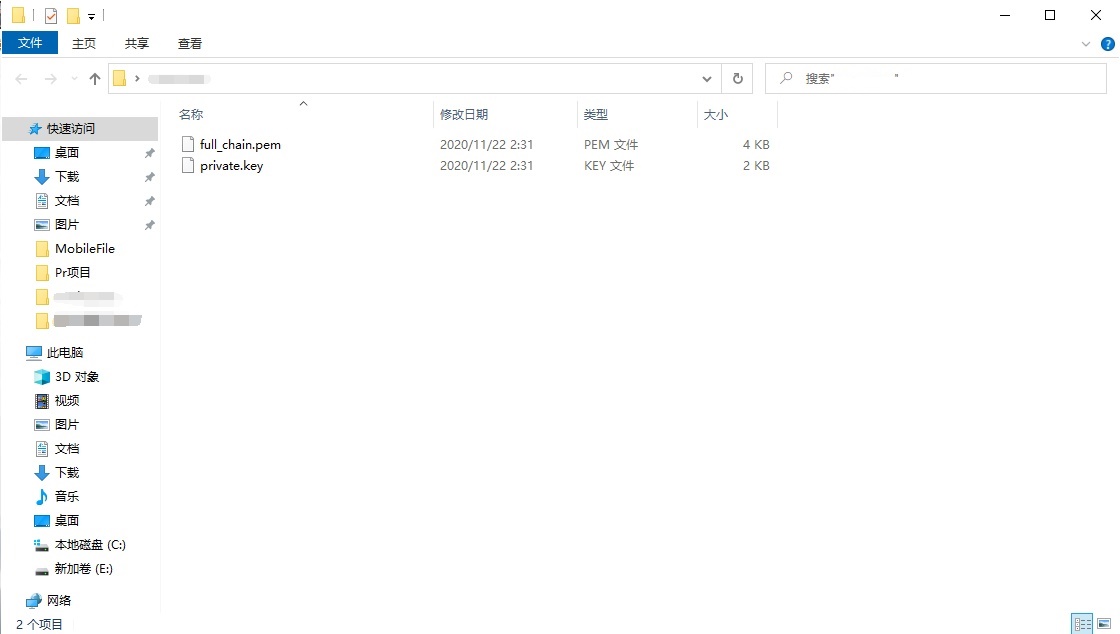 文件 主页 共享 查看
搜索" "
名称 修改日期 类型 大小
full_chain.pem 2020/11/22 2:31 PEM 文件 4 KB
private.key 2020/11/22 2:31 KEY 文件 2 KB
快速访问
桌面
下载
文档
图片
MobileFile
Pr项目
此电脑
3D 对象
视频
图片
文档
下载
音乐
桌面
本地磁盘 (C:)
新加卷 (E:)
网络
2 个项目